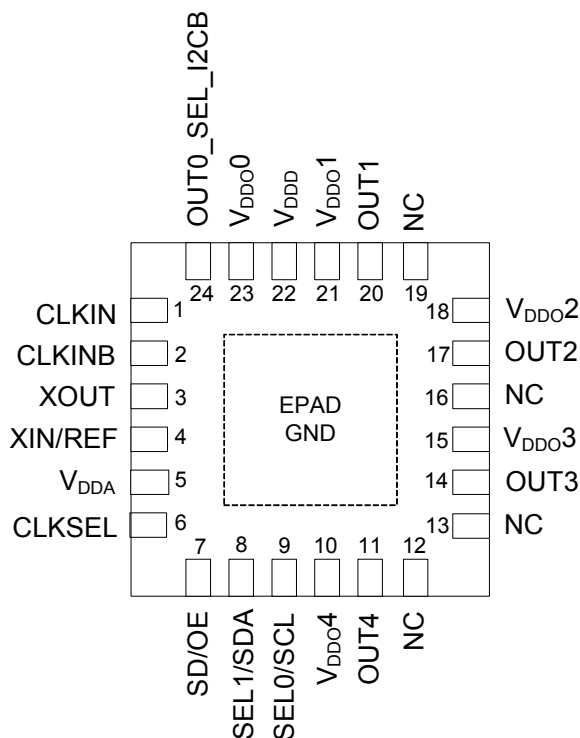 OUT0_SEL_I2CB
VDDO0
VDDD
VDDO1
OUT1
NC
24 23 22 21 20 19
CLKIN 1
CLKINB 2
XOUT 3
XIN/REF 4
VDDA 5
CLKSEL 6
EPAD
GND
18 VDDO2
17 OUT2
16 NC
15 VDDO3
14 OUT3
13 NC
7 8 9 10 11 12
SD/OE
SEL1/SDA
SEL0/SCL
VDDO4
OUT4
NC